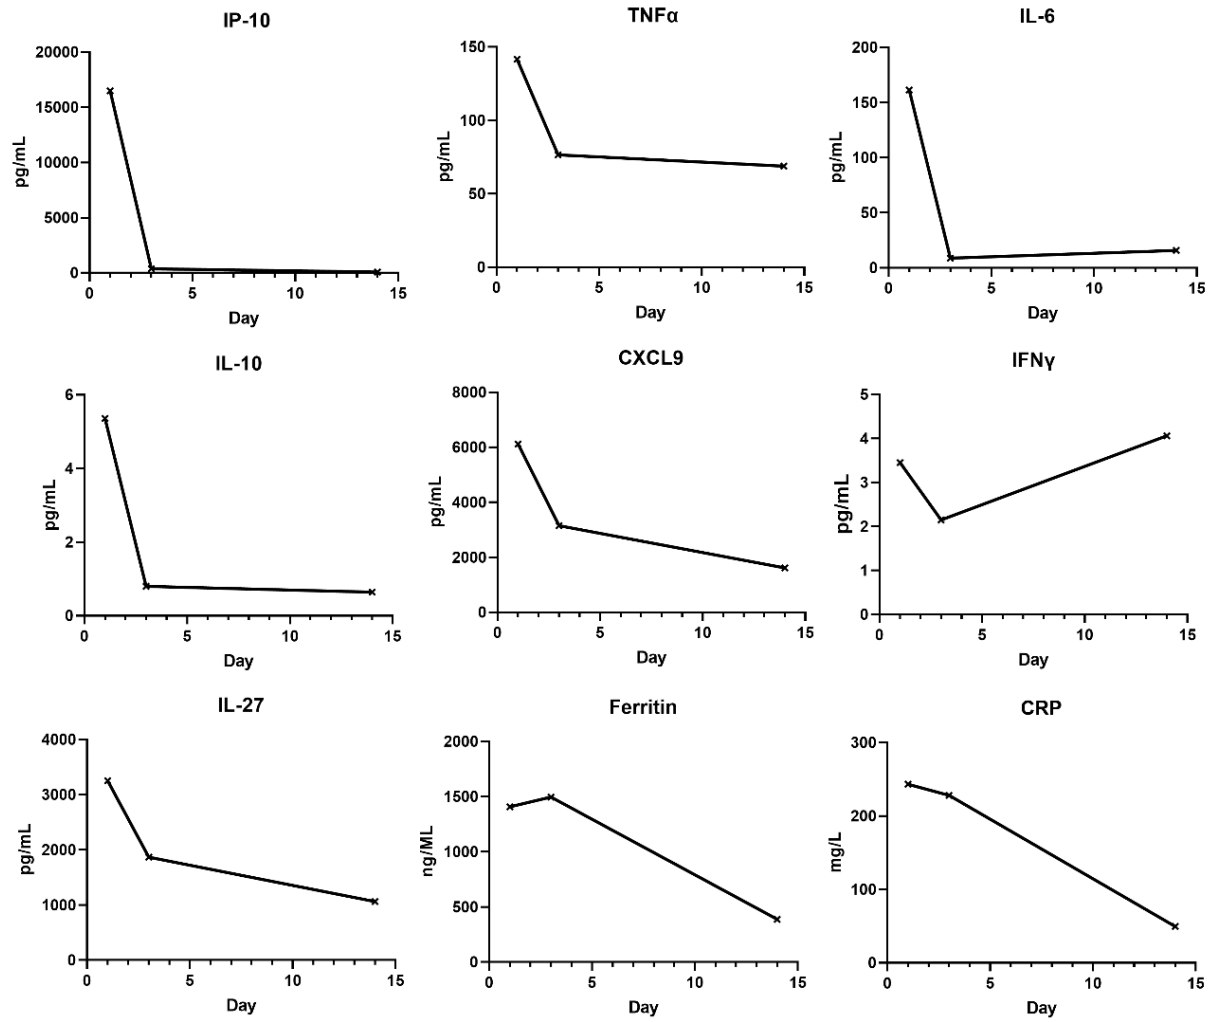 IP-10
20000
15000
10000
5000
0
pg/mL
0 5 10 15
Day
TNFα
150
100
50
0
pg/mL
0 5 10 15
Day
IL-6
200
150
100
50
0
pg/mL
0 5 10 15
Day
IL-10
6
4
2
0
pg/mL
0 5 10 15
Day
CXCL9
8000
6000
4000
2000
0
pg/mL
0 5 10 15
Day
IFNγ
5
4
3
2
1
0
pg/mL
0 5 10 15
Day
IL-27
4000
3000
2000
1000
0
pg/mL
0 5 10 15
Day
Ferritin
2000
1500
1000
500
0
ng/ML
0 5 10 15
Day
CRP
300
200
100
0
mg/L
0 5 10 15
Day